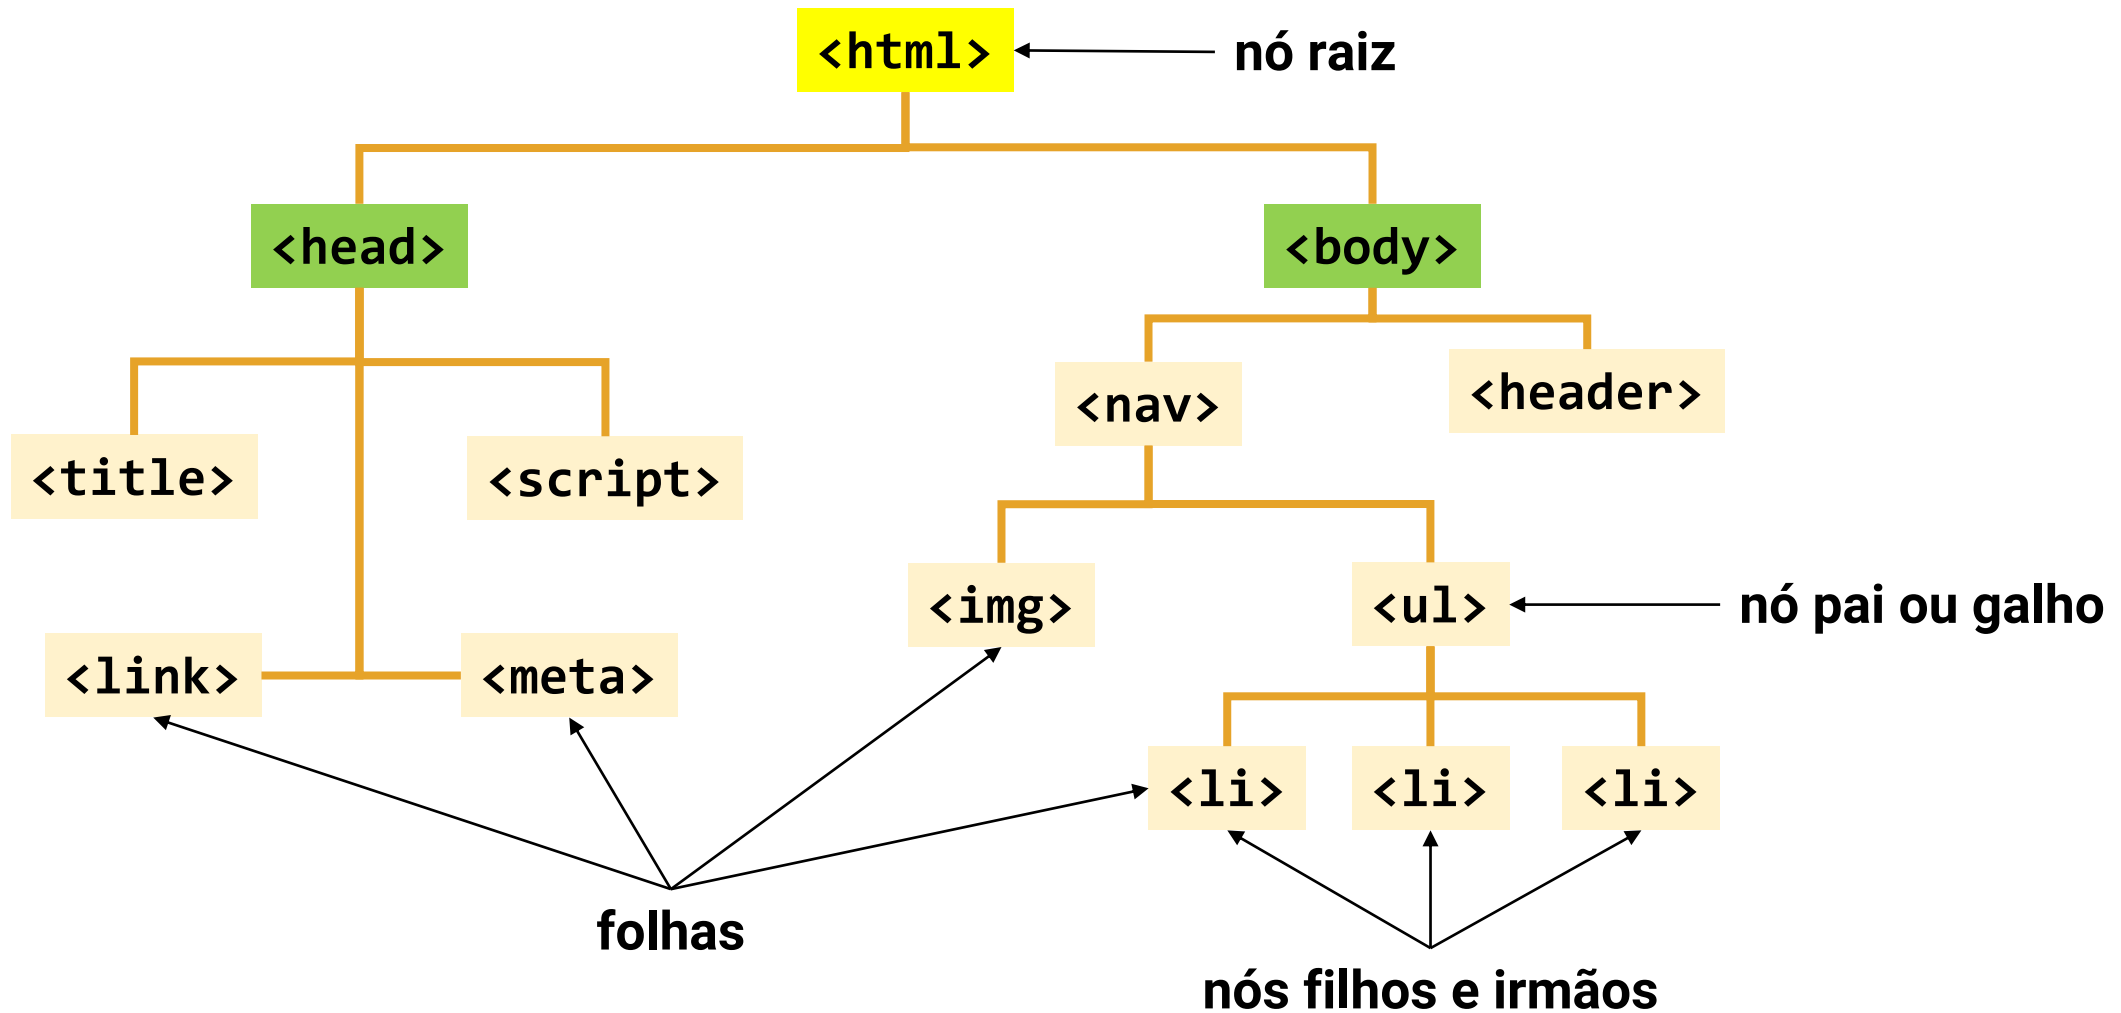 <html>
nó raiz
<head>
<body>
<nav>
<header>
<title>
<script>
<img>
<ul>
nó pai ou galho
<link>
<meta>
<li>
<li>
<li>
folhas
nós filhos e irmãos